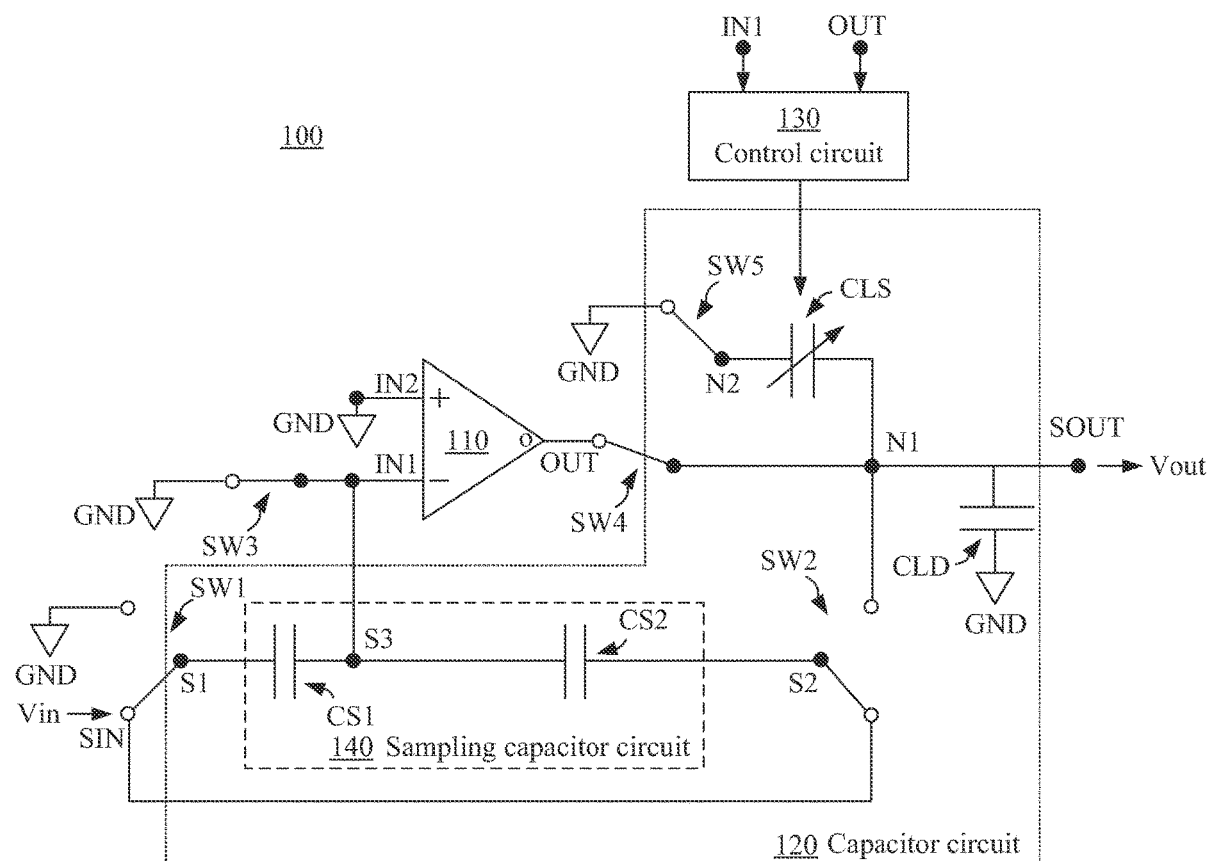 IN1 OUT
130
Control circuit
100
SW5
CLS
GND
N2
IN2
+
GND
110
OUT
N1
SOUT
Vout
IN1
−
GND
SW3
SW4
CLD
GND
SW2
SW1
GND
S3
CS2
S1
S2
Vin
SIN
CS1
140 Sampling capacitor circuit
120 Capacitor circuit